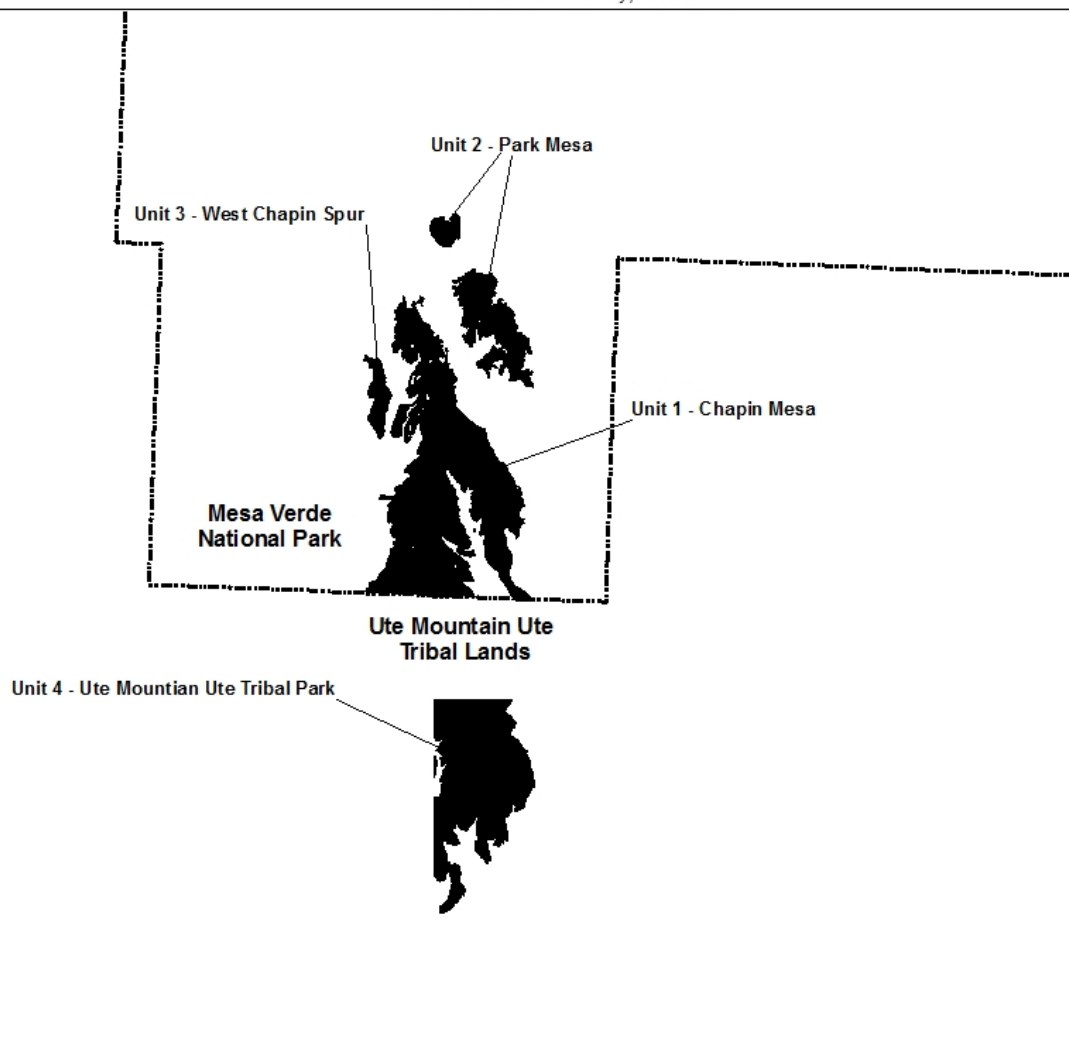 Unit 2 - Park Mesa
Unit 3 - West Chapin Spur
Unit 1 - Chapin Mesa
Mesa Verde
National Park
Ute Mountain Ute
Tribal Lands
Unit 4 - Ute Mountian Ute Tribal Park